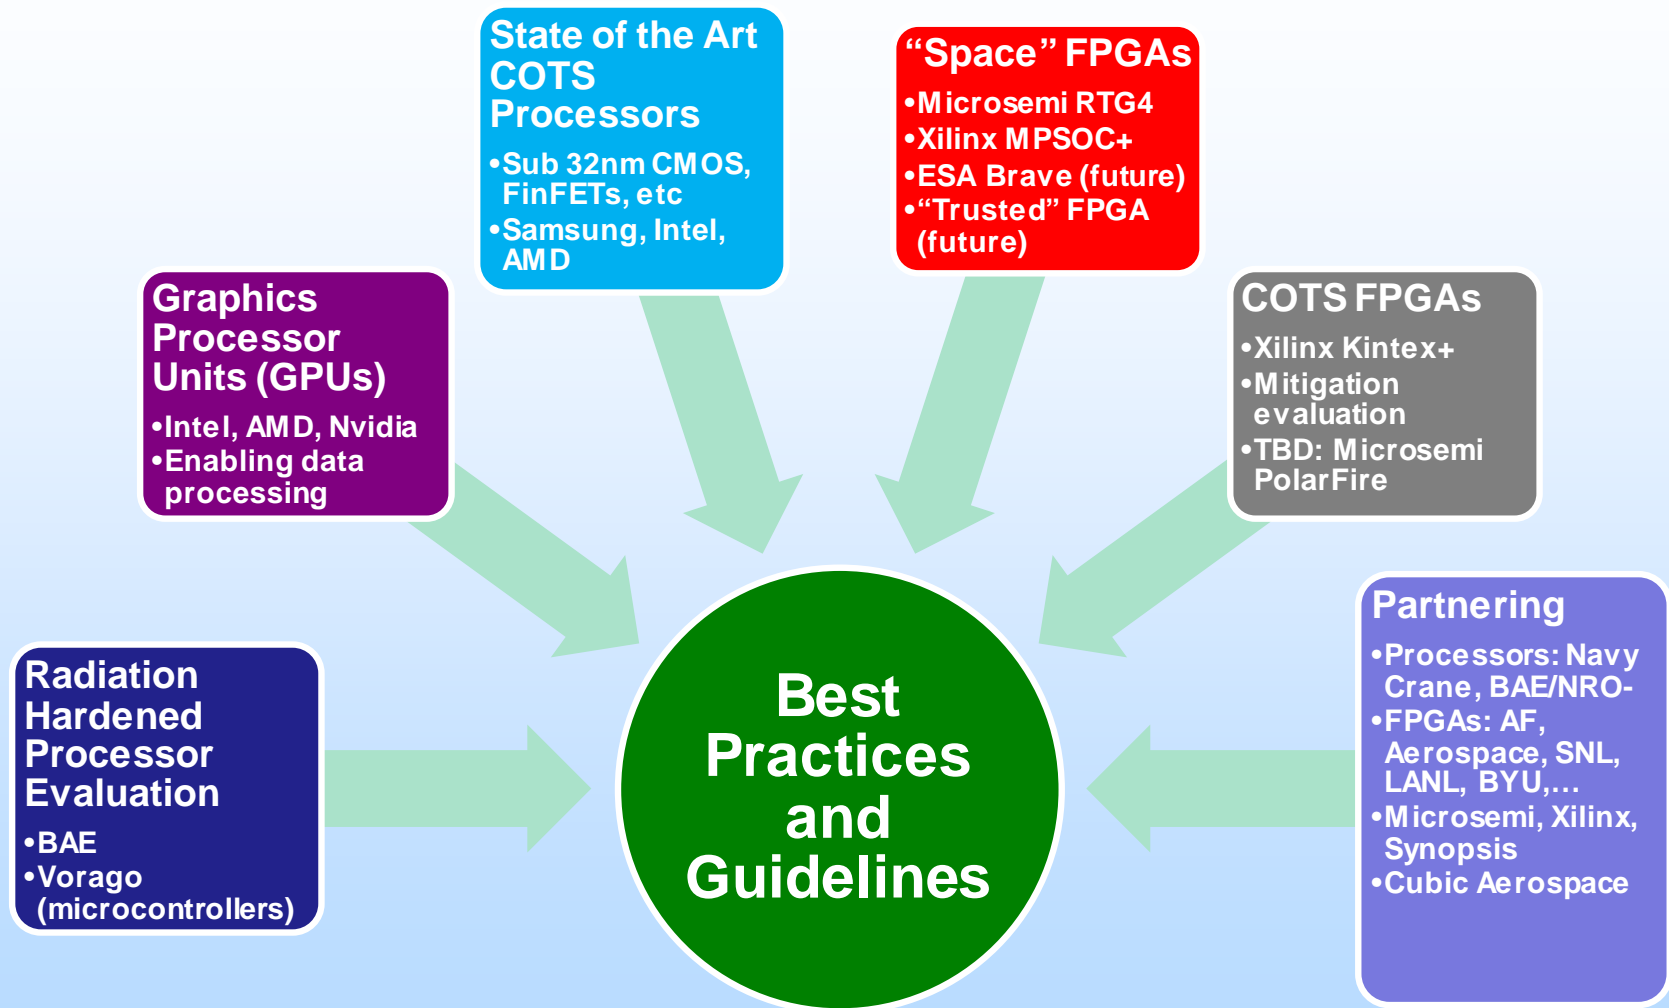 State of the Art
COTS
Processors
•Sub 32nm CMOS,
FinFETs, etc
•Samsung, Intel,
AMD
“Space” FPGAs
•Microsemi RTG4
•Xilinx MPSOC+
•ESA Brave (future)
•“Trusted” FPGA
(future)
Graphics
Processor
Units (GPUs)
•Intel, AMD, Nvidia
•Enabling data
processing
COTS FPGAs
•Xilinx Kintex+
•Mitigation
evaluation
•TBD: Microsemi
PolarFire
Radiation
Hardened
Processor
Evaluation
•BAE
•Vorago
(microcontrollers)
Best
Practices
and
Guidelines
Partnering
•Processors: Navy
Crane, BAE/NRO-
•FPGAs: AF,
Aerospace, SNL,
LANL, BYU,…
•Microsemi, Xilinx,
Synopsis
•Cubic Aerospace